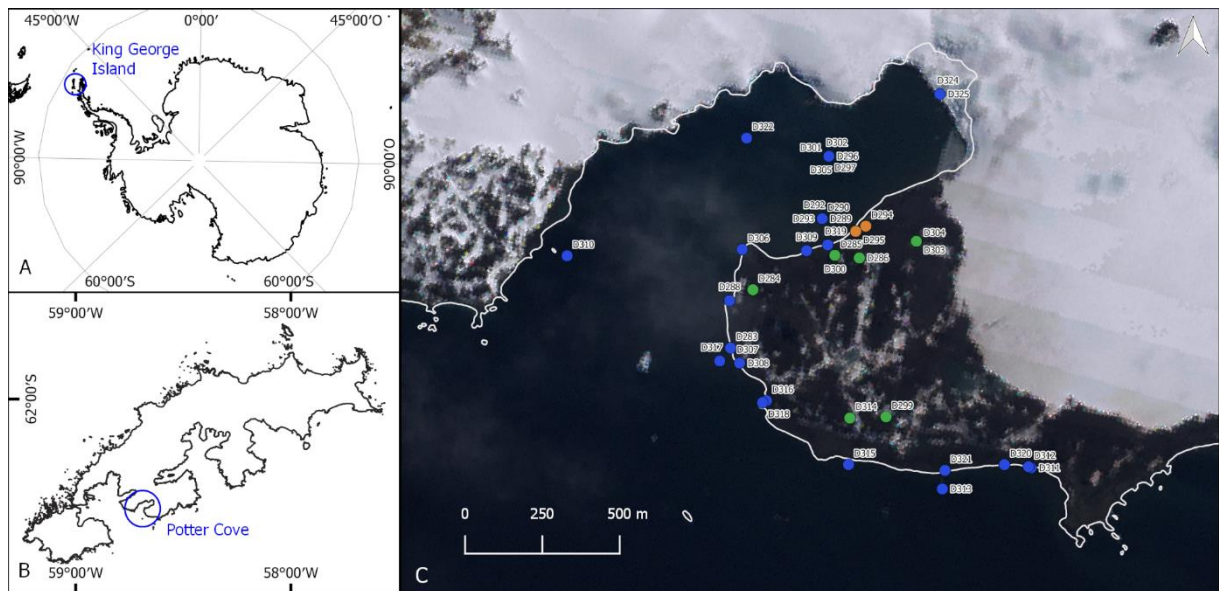 45°00'W
0°00'
45°00'O
King George
Island
90°00'W
90°00'O
A
60°00'S
60°00'S
59°00'W
58°00'W
62°00'S
Potter Cove
B
59°00'W
58°00'W
D324
D325
D322
D301
D302
D296
D305
D297
D292
D290
D293
D289
D294
D319
D295
D304
D303
D306
D309
D285
D286
D300
D310
D284
D288
D283
D317
D307
D308
D316
D318
D314
D299
D315
D321
D320
D312
D311
D313
0
250
500 m
C